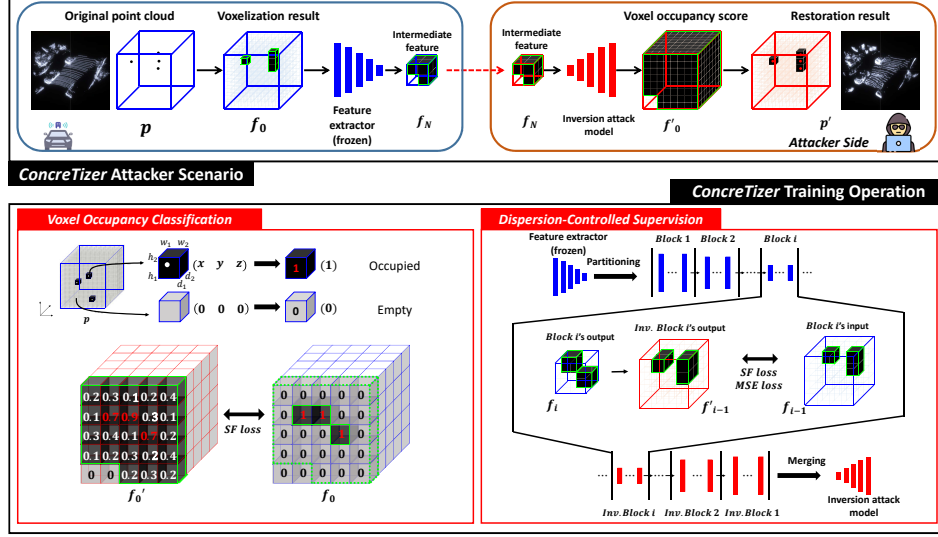 Original point cloud
Voxelization result
Intermediate feature
Feature extractor (frozen)
p
f0
fN
Intermediate feature
Voxel occupancy score
Restoration result
Inversion attack model
fN
f'0
p'
Attacker Side
ConcreTizer Attacker Scenario
ConcreTizer Training Operation
Voxel Occupancy Classification
w1 w2
h2
h1
d2
d1
(x y z)
1
(1)
Occupied
p
(0 0 0)
0
(0)
Empty
0.2 0.3 0.1 0.2 0.4
0.1 0.7 0.9 0.3 0.1
0.3 0.4 0.1 0.7 0.2
0.1 0.2 0.3 0.2 0.4
0 0 0.2 0.3 0.2
f0'
SF loss
0 0 0 0 0
0 1 1 0 0
0 0 0 1 0
0 0 0 0 0
0 0 0 0 0
f0
Dispersion-Controlled Supervision
Feature extractor
(frozen)
Partitioning
Block 1 Block 2 Block i
Block i's output
Inv. Block i's output
Block i's input
SF loss
MSE loss
fi
f'i−1
fi−1
Merging
Inv. Block i Inv. Block 2 Inv. Block 1
Inversion attack
model